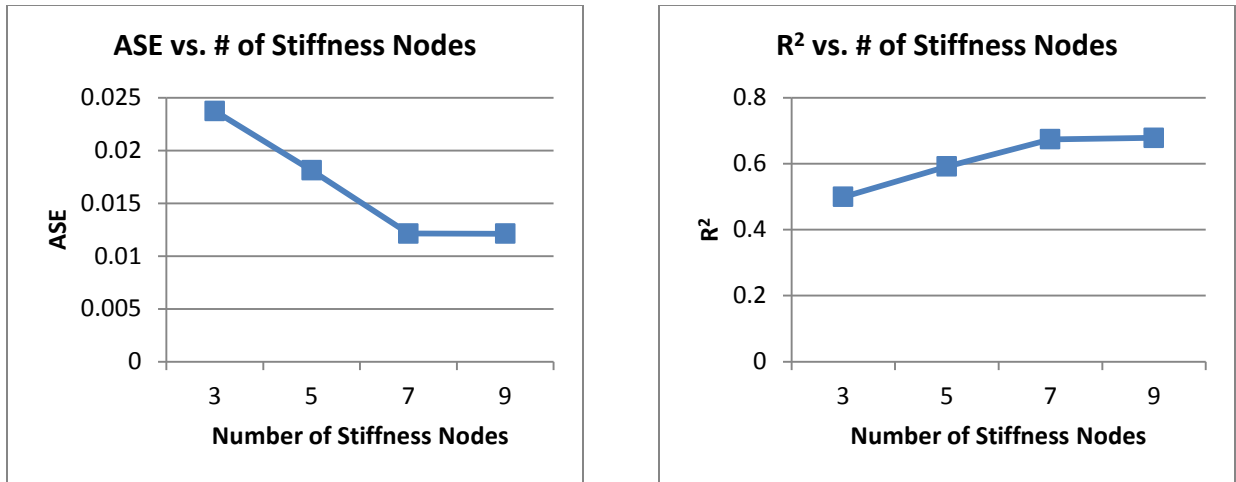 ASE vs. # of Stiffness Nodes
ASE
0.025
0.02
0.015
0.01
0.005
0
3 5 7 9
Number of Stiffness Nodes
R² vs. # of Stiffness Nodes
R²
0.8
0.6
0.4
0.2
0
3 5 7 9
Number of Stiffness Nodes